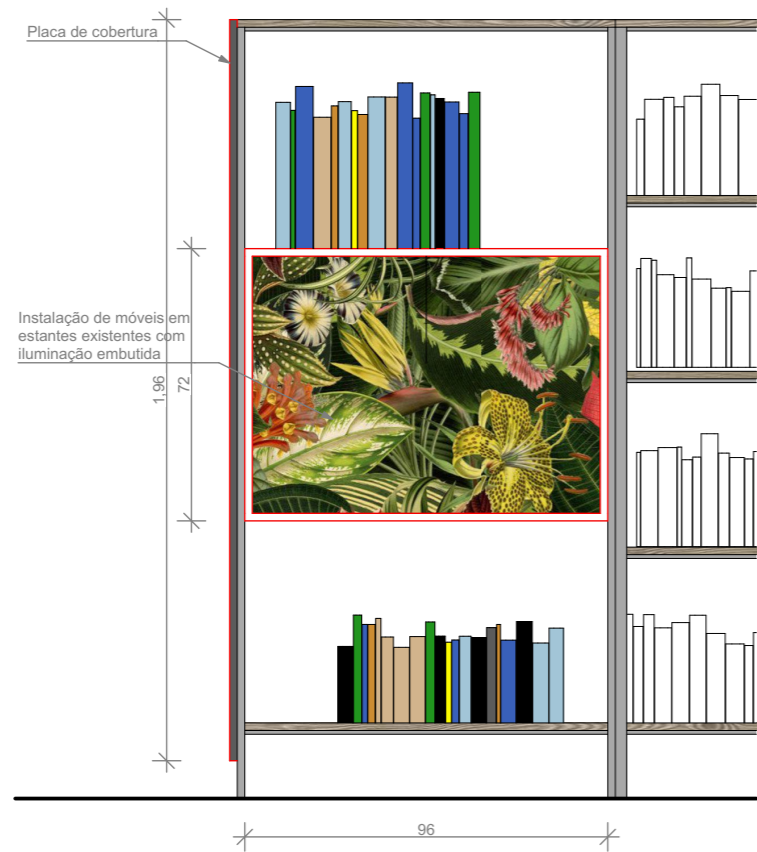 Placa de cobertura
Instalação de móveis em
estantes existentes com
iluminação embutida
1,96
72
96